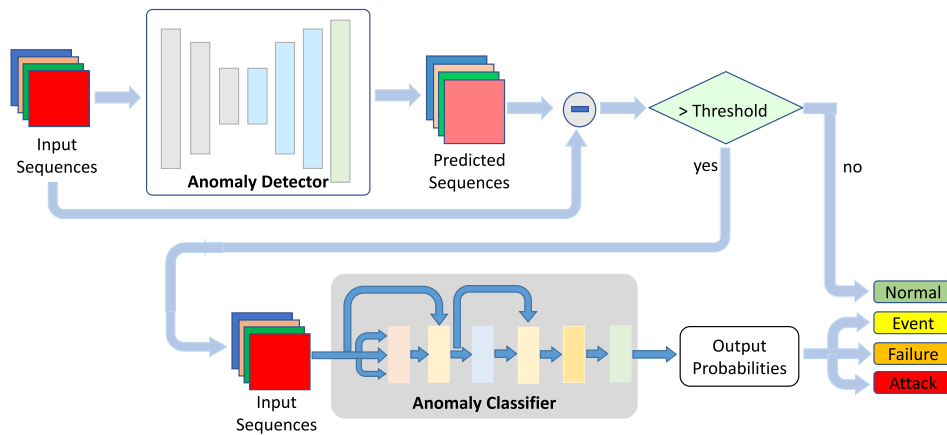 Input
Sequences
Anomaly Detector
Predicted
Sequences
> Threshold
yes
no
Input
Sequences
Anomaly Classifier
Output
Probabilities
Normal
Event
Failure
Attack